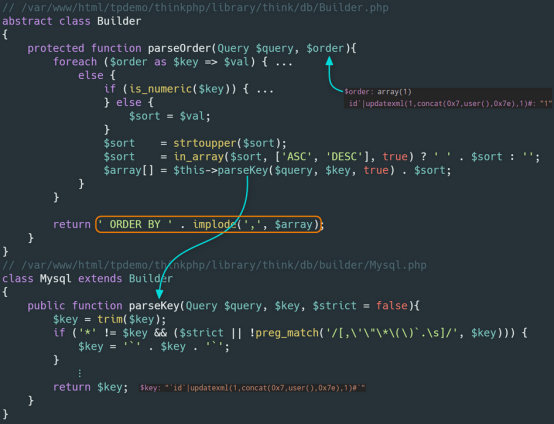 // /var/www/html/tpdemo/thinkphp/library/think/db/Builder.php
abstract class Builder
{
    protected function parseOrder(Query $query, $order){
        foreach ($order as $key => $val) { ...
            else {
                if (is_numeric($key)) { ...
                } else {
                    $sort = $val;
                }
                $sort    = strtoupper($sort);
                $sort    = in_array($sort, ['ASC', 'DESC'], true) ? ' ' . $sort : '';
                $array[] = $this->parseKey($query, $key, true) . $sort;
            }
        }
        return ' ORDER BY ' . implode(',', $array);
    }
}
$order: array(1)
id`|updatexml(1,concat(0x7,user(),0x7e),1)#: "1"
// /var/www/html/tpdemo/thinkphp/library/think/db/builder/Mysql.php
class Mysql extends Builder
{
    public function parseKey(Query $query, $key, $strict = false){
        $key = trim($key);
        if ('*' != $key && ($strict || !preg_match('/[,\'\"\*\(\)`.\s]/', $key))) {
            $key = '`' . $key . '`';
        }
            ⋮
        return $key; $key: "`id`|updatexml(1,concat(0x7,user(),0x7e),1)#`"
    }
}